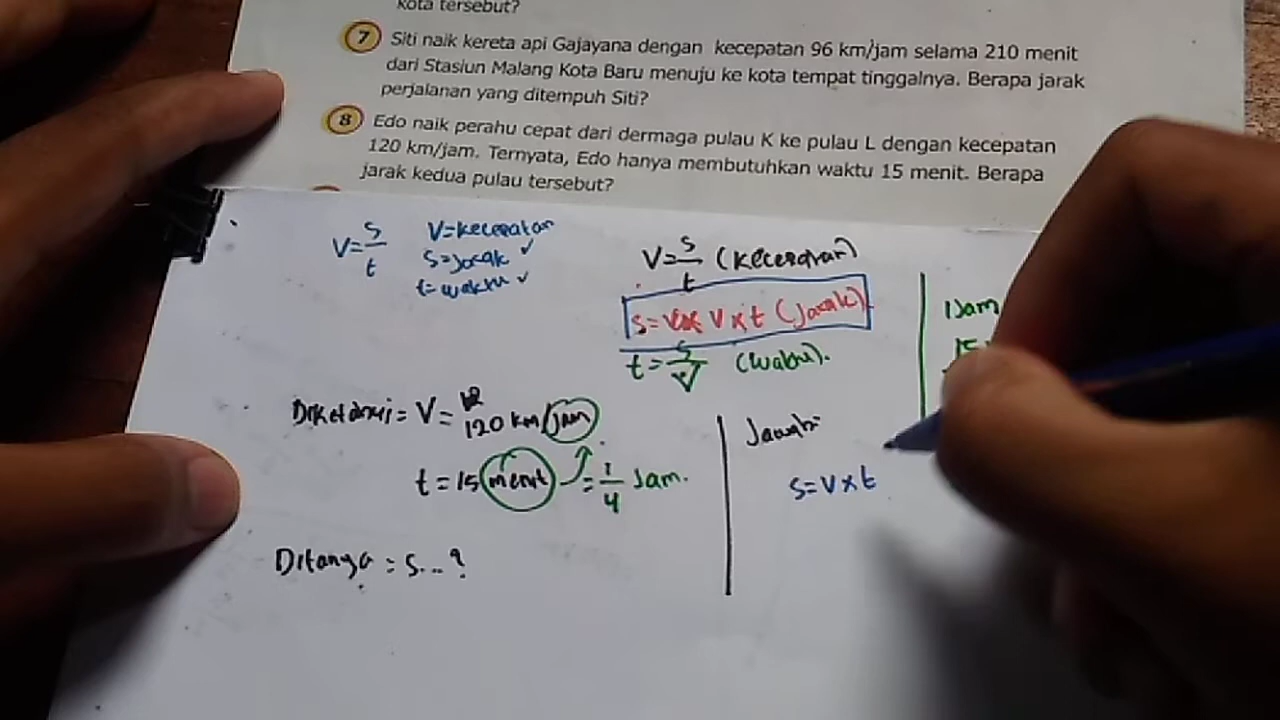 kota tersebut?
7 Siti naik kereta api Gajayana dengan kecepatan 96 km/jam selama 210 menit
dari Stasiun Malang Kota Baru menuju ke kota tempat tinggalnya. Berapa jarak
perjalanan yang ditempuh Siti?
8 Edo naik perahu cepat dari dermaga pulau K ke pulau L dengan kecepatan
120 km/jam. Ternyata, Edo hanya membutuhkan waktu 15 menit. Berapa
jarak kedua pulau tersebut?
V=s/t
V=Kecepatan
S=Jarak ✓
t=waktu ✓
V=s/t (Kecepatan)
S= V x t (Jarak)
t=s/v (waktu).
1Jam
15
Diketahui = V= 120 km/jam
t=15 menit = 1/4 Jam.
Ditanya = S...?
Jawab:
S=V x t